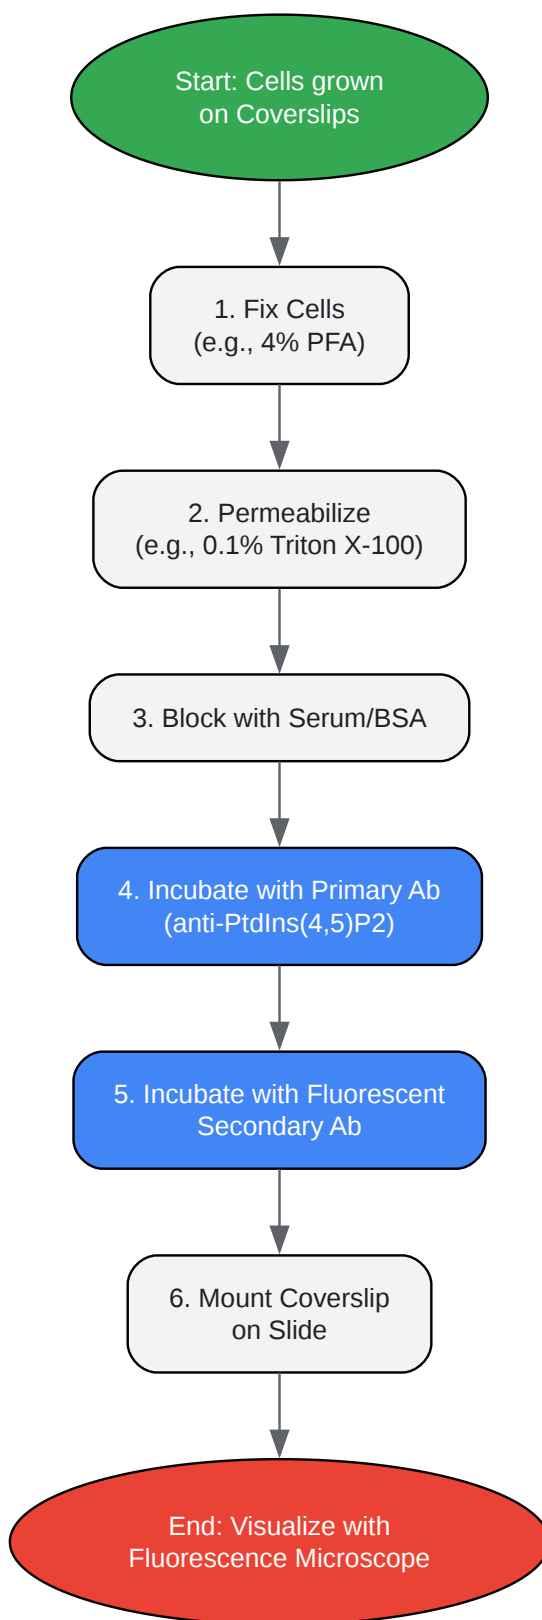 Start: Cells grown
on Coverslips
1. Fix Cells
(e.g., 4% PFA)
2. Permeabilize
(e.g., 0.1% Triton X-100)
3. Block with Serum/BSA
4. Incubate with Primary Ab
(anti-PtdIns(4,5)P2)
5. Incubate with Fluorescent
Secondary Ab
6. Mount Coverslip
on Slide
End: Visualize with
Fluorescence Microscope